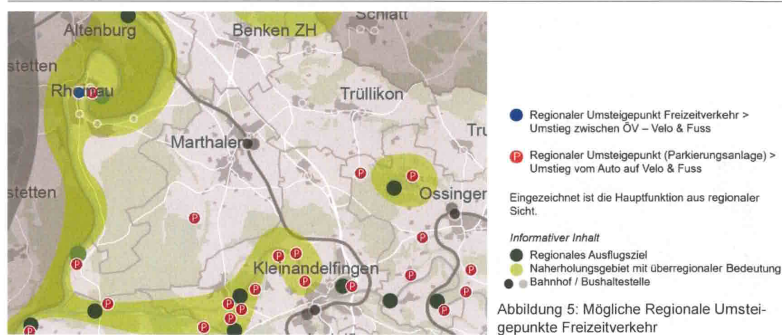 Schlatt
Altenburg
Benken ZH
stetten
Rheinau
Trüllikon
Marthalen
Tru
stetten
Ossingen
Kleinandelfingen
Regionaler Umsteigepunkt Freizeitverkehr >
Umstieg zwischen ÖV – Velo & Fuss
P Regionaler Umsteigepunkt (Parkierungsanlage) >
Umstieg vom Auto auf Velo & Fuss
Eingezeichnet ist die Hauptfunktion aus regionaler
Sicht.
Informativer Inhalt
Regionales Ausflugsziel
Naherholungsgebiet mit überregionaler Bedeutung
Bahnhof / Bushaltestelle
Abbildung 5: Mögliche Regionale Umstei-
gepunkte Freizeitverkehr